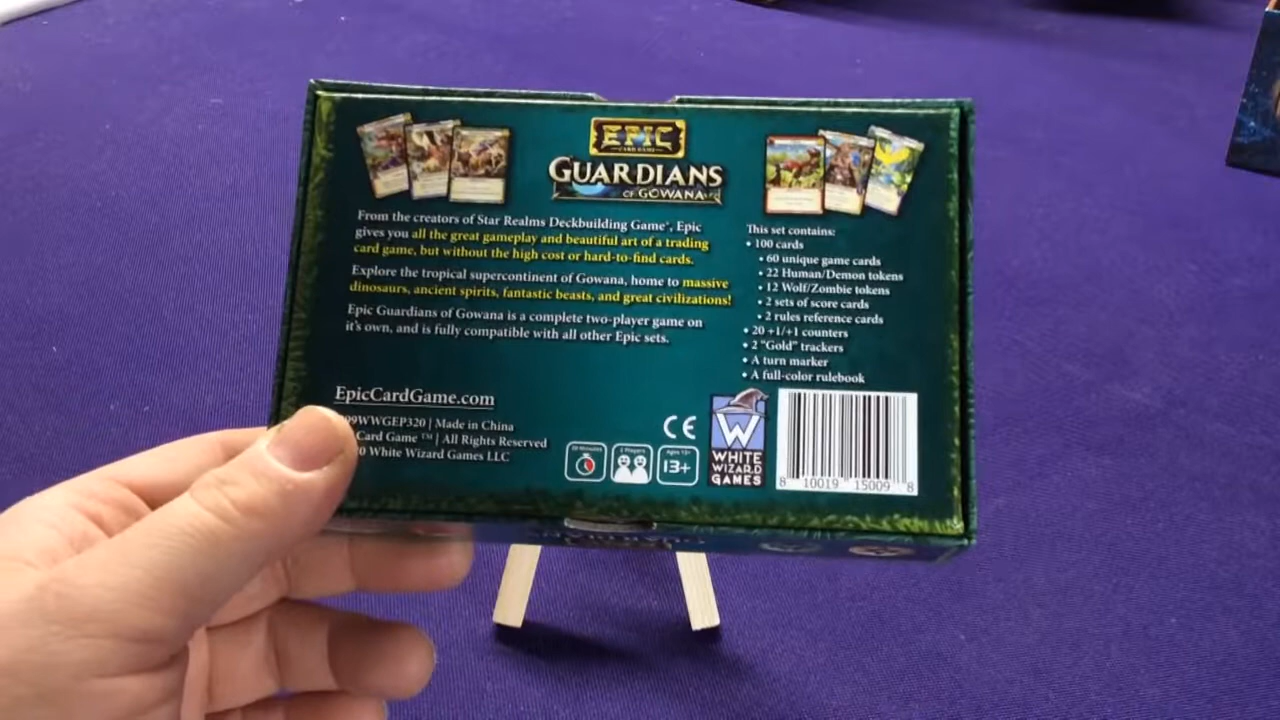 EPIC
CARD GAME
GUARDIANS
OF GOWANA
From the creators of Star Realms Deckbuilding Game®, Epic
gives you all the great gameplay and beautiful art of a trading
card game, but without the high cost or hard-to-find cards.
Explore the tropical supercontinent of Gowana, home to massive
dinosaurs, ancient spirits, fantastic beasts, and great civilizations!
Epic Guardians of Gowana is a complete two-player game on
it's own, and is fully compatible with all other Epic sets.
This set contains:
• 100 cards
• 60 unique game cards
• 22 Human/Demon tokens
• 12 Wolf/Zombie tokens
• 2 sets of score cards
• 2 rules reference cards
• 20 +1/+1 counters
• 2 "Gold" trackers
• A turn marker
• A full-color rulebook
EpicCardGame.com
99WWGEP320 | Made in China
Card Game ™ | All Rights Reserved
0 White Wizard Games LLC
2 Players
Ages 13+
13+
CE
W
WHITE
WIZARD
GAMES
8 10019 15009 8